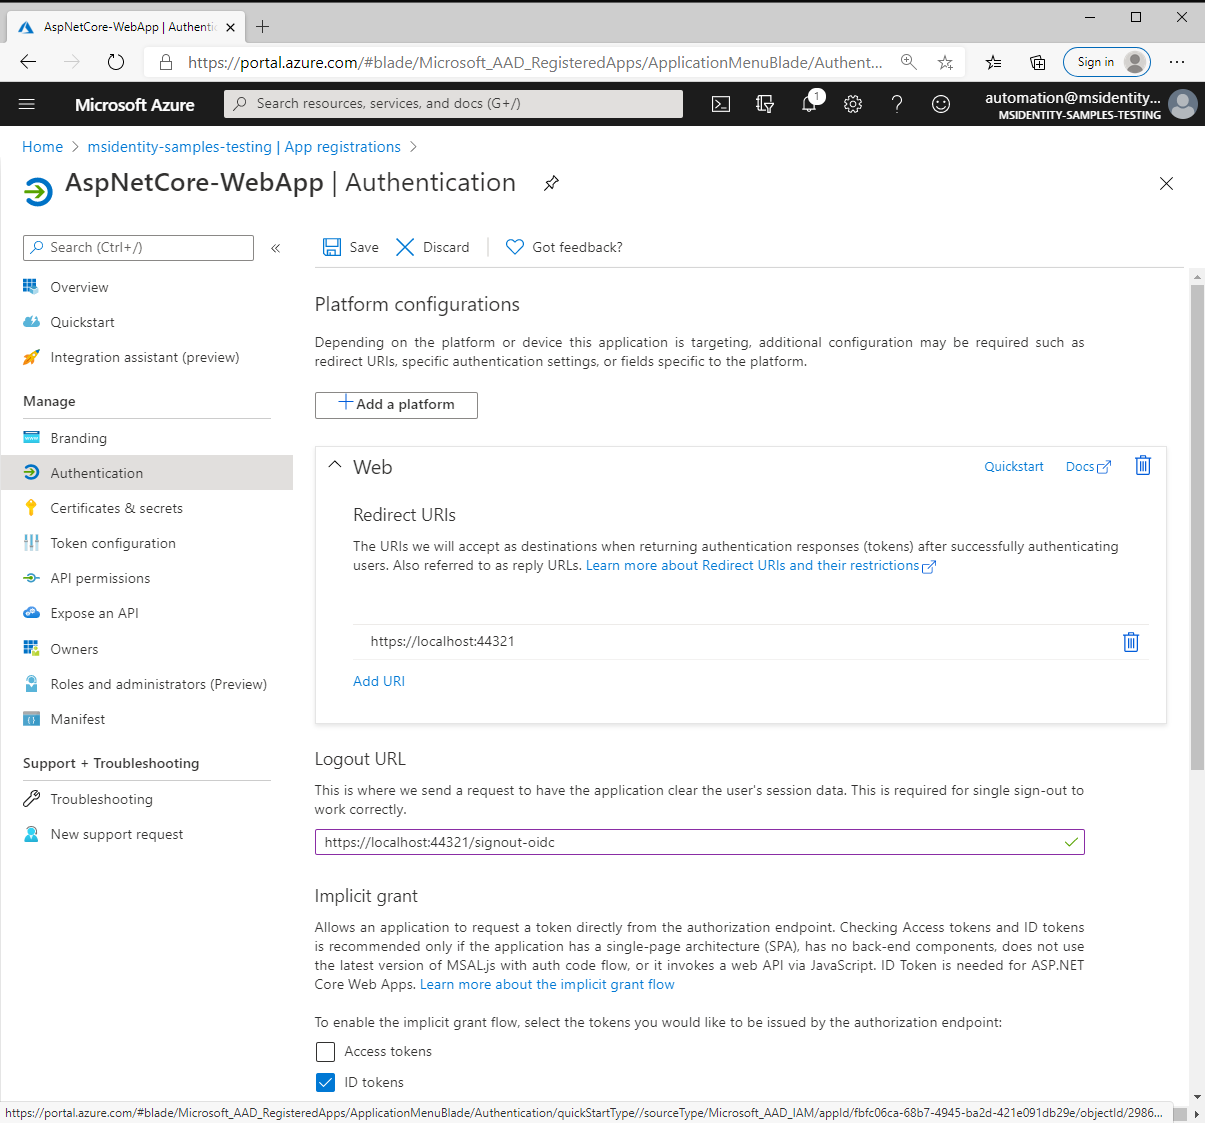 AspNetCore-WebApp | Authentic
https://portal.azure.com/#blade/Microsoft_AAD_RegisteredApps/ApplicationMenuBlade/Authent...
Sign in
Microsoft Azure
Search resources, services, and docs (G+/)
1
automation@msidentity...
MSIDENTITY-SAMPLES-TESTING
Home > msidentity-samples-testing | App registrations >
AspNetCore-WebApp | Authentication
Search (Ctrl+/)
«
Overview
Quickstart
Integration assistant (preview)
Manage
Branding
Authentication
Certificates & secrets
Token configuration
API permissions
Expose an API
Owners
Roles and administrators (Preview)
Manifest
Support + Troubleshooting
Troubleshooting
New support request
Save
Discard
Got feedback?
Platform configurations
Depending on the platform or device this application is targeting, additional configuration may be required such as
redirect URIs, specific authentication settings, or fields specific to the platform.
+ Add a platform
Web
Quickstart
Docs
Redirect URIs
The URIs we will accept as destinations when returning authentication responses (tokens) after successfully authenticating
users. Also referred to as reply URLs. Learn more about Redirect URIs and their restrictions
https://localhost:44321
Add URI
Logout URL
This is where we send a request to have the application clear the user's session data. This is required for single sign-out to
work correctly.
https://localhost:44321/signout-oidc
Implicit grant
Allows an application to request a token directly from the authorization endpoint. Checking Access tokens and ID tokens
is recommended only if the application has a single-page architecture (SPA), has no back-end components, does not use
the latest version of MSAL.js with auth code flow, or it invokes a web API via JavaScript. ID Token is needed for ASP.NET
Core Web Apps. Learn more about the implicit grant flow
To enable the implicit grant flow, select the tokens you would like to be issued by the authorization endpoint:
Access tokens
ID tokens
https://portal.azure.com/#blade/Microsoft_AAD_RegisteredApps/ApplicationMenuBlade/Authentication/quickStartType//sourceType/Microsoft_AAD_IAM/appId/fbfc06ca-68b7-4945-ba2d-421e091db29e/objectId/2986...